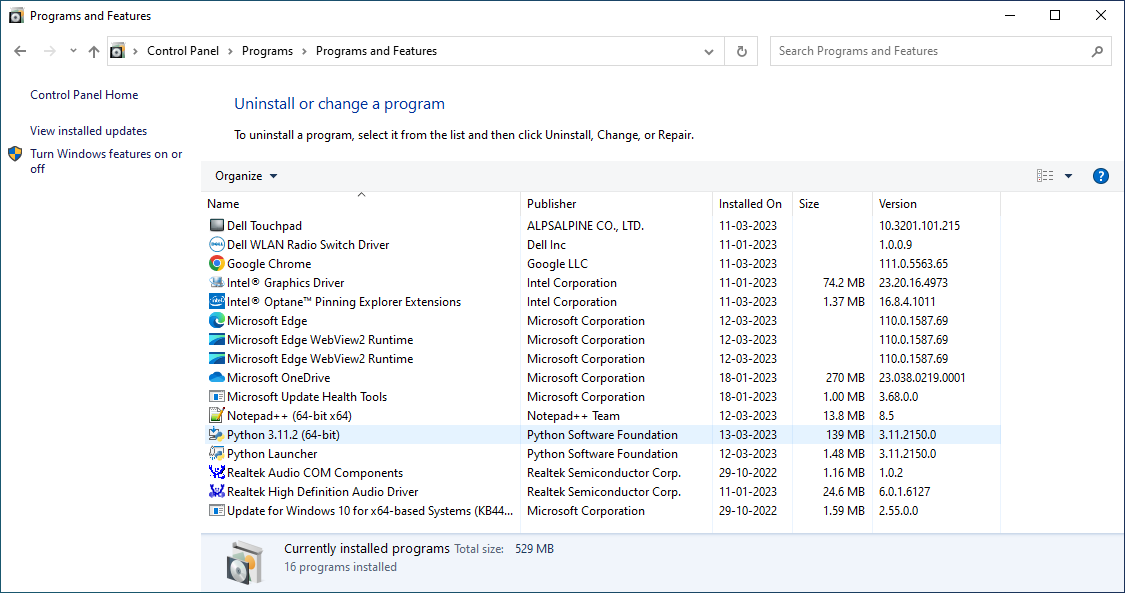 Programs and Features
Control Panel > Programs > Programs and Features
Search Programs and Features
Control Panel Home
View installed updates
Turn Windows features on or off
Uninstall or change a program
To uninstall a program, select it from the list and then click Uninstall, Change, or Repair.
Organize
?
Name Publisher Installed On Size Version
Dell Touchpad ALPSALPINE CO., LTD. 11-03-2023 10.3201.101.215
DELL Dell WLAN Radio Switch Driver Dell Inc 11-01-2023 1.0.0.9
Google Chrome Google LLC 11-03-2023 111.0.5563.65
Intel® Graphics Driver Intel Corporation 11-01-2023 74.2 MB 23.20.16.4973
intel Intel® Optane™ Pinning Explorer Extensions Intel Corporation 11-03-2023 1.37 MB 16.8.4.1011
Microsoft Edge Microsoft Corporation 12-03-2023 110.0.1587.69
Microsoft Edge WebView2 Runtime Microsoft Corporation 12-03-2023 110.0.1587.69
Microsoft Edge WebView2 Runtime Microsoft Corporation 12-03-2023 110.0.1587.69
Microsoft OneDrive Microsoft Corporation 18-01-2023 270 MB 23.038.0219.0001
Microsoft Update Health Tools Microsoft Corporation 18-01-2023 1.00 MB 3.68.0.0
Notepad++ (64-bit x64) Notepad++ Team 12-03-2023 13.8 MB 8.5
Python 3.11.2 (64-bit) Python Software Foundation 13-03-2023 139 MB 3.11.2150.0
Python Launcher Python Software Foundation 12-03-2023 1.48 MB 3.11.2150.0
Realtek Audio COM Components Realtek Semiconductor Corp. 29-10-2022 1.16 MB 1.0.2
Realtek High Definition Audio Driver Realtek Semiconductor Corp. 11-01-2023 24.6 MB 6.0.1.6127
Update for Windows 10 for x64-based Systems (KB44... Microsoft Corporation 29-10-2022 1.59 MB 2.55.0.0
Currently installed programs Total size: 529 MB
16 programs installed